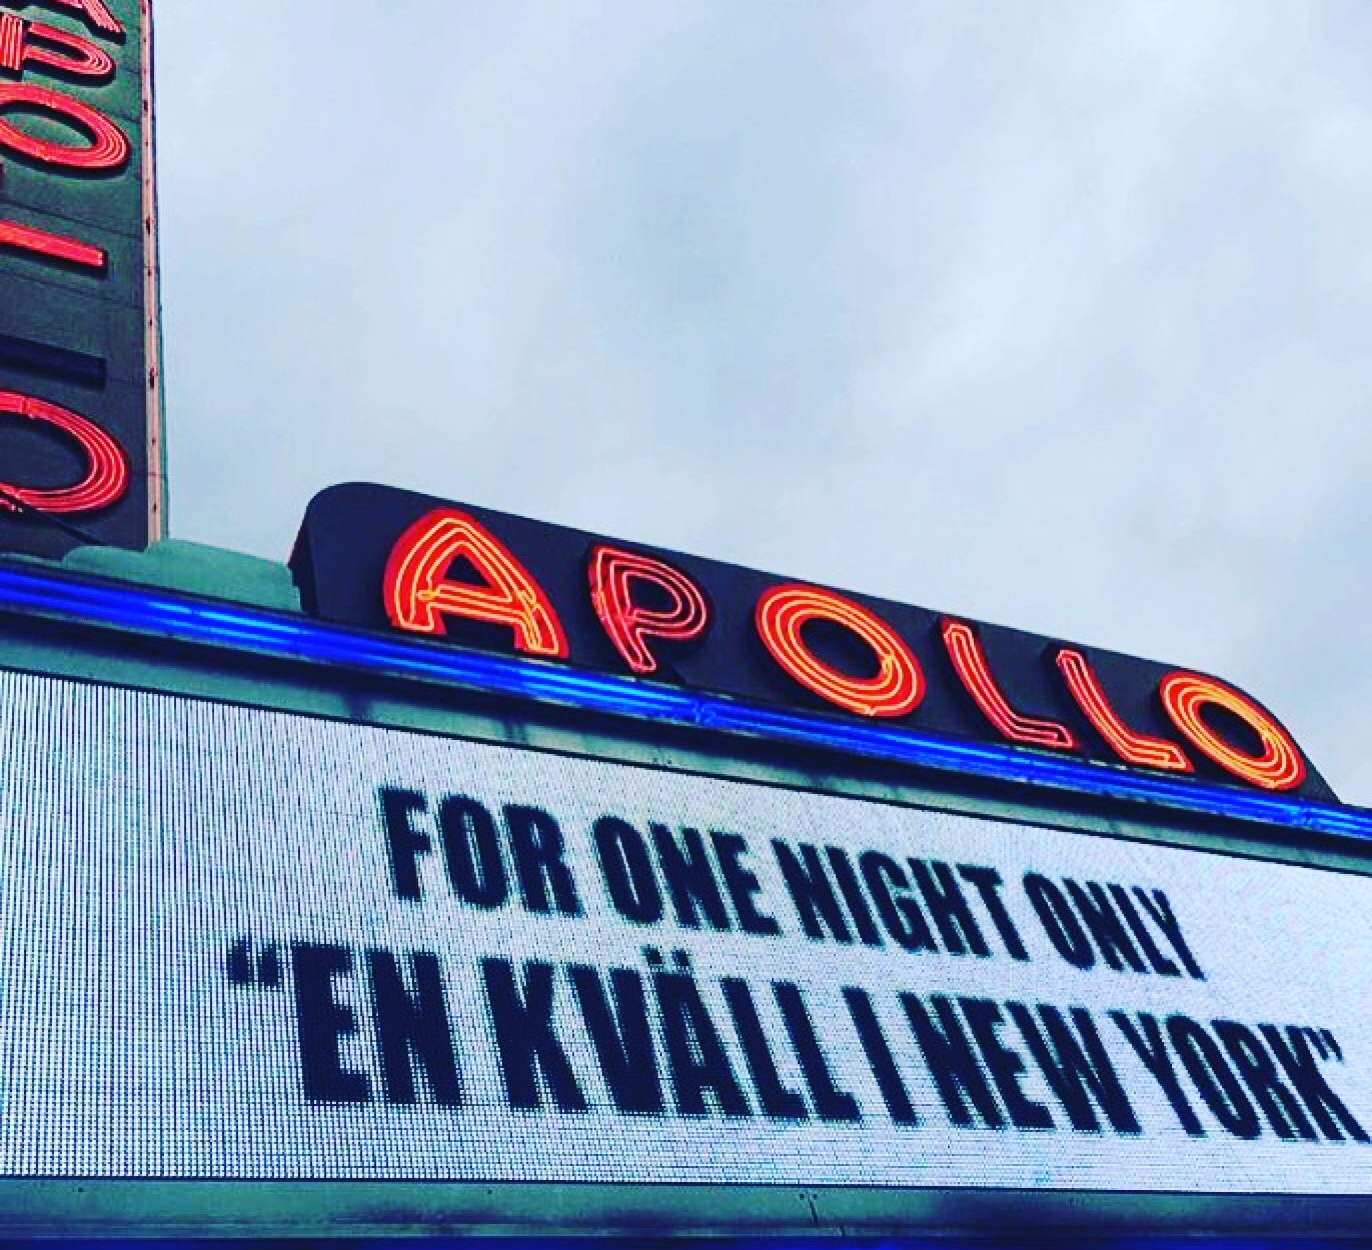 APOLLO
APOLLO
FOR ONE NIGHT ONLY
“EN KVÄLL I NEW YORK”